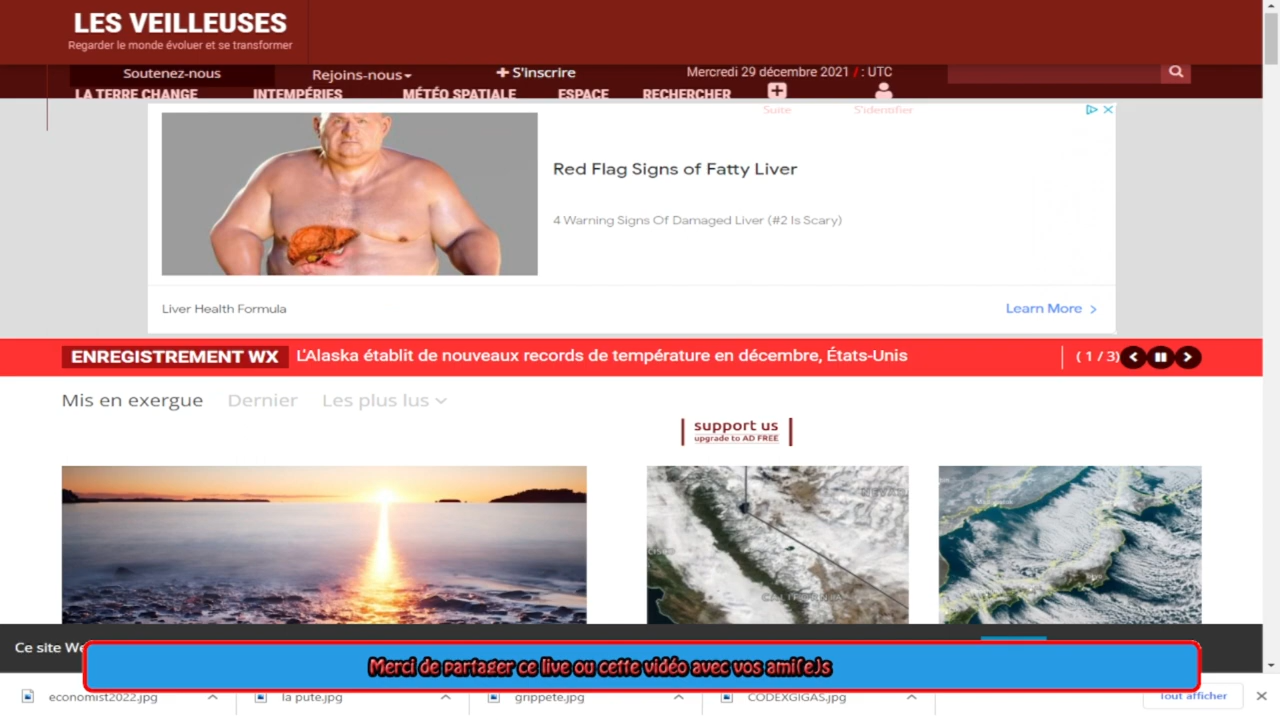 LES VEILLEUSES
Regarder le monde évoluer et se transformer
Soutenez-nous Rejoins-nous S'inscrire Mercredi 29 décembre 2021 / : UTC
LA TERRE CHANGE INTEMPÉRIES MÉTÉO SPATIALE ESPACE RECHERCHER
Suite S'identifier
Red Flag Signs of Fatty Liver
4 Warning Signs Of Damaged Liver (#2 Is Scary)
Liver Health Formula Learn More
ENREGISTREMENT WX L'Alaska établit de nouveaux records de température en décembre, États-Unis ( 1 / 3)
Mis en exergue Dernier Les plus lus
support us
upgrade to AD FREE
Ce site We
Merci de partager ce live ou cette vidéo avec vos ami(e)s
economist2022.jpg la pute.jpg grippete.jpg CODEXGIGAS.jpg Tout afficher